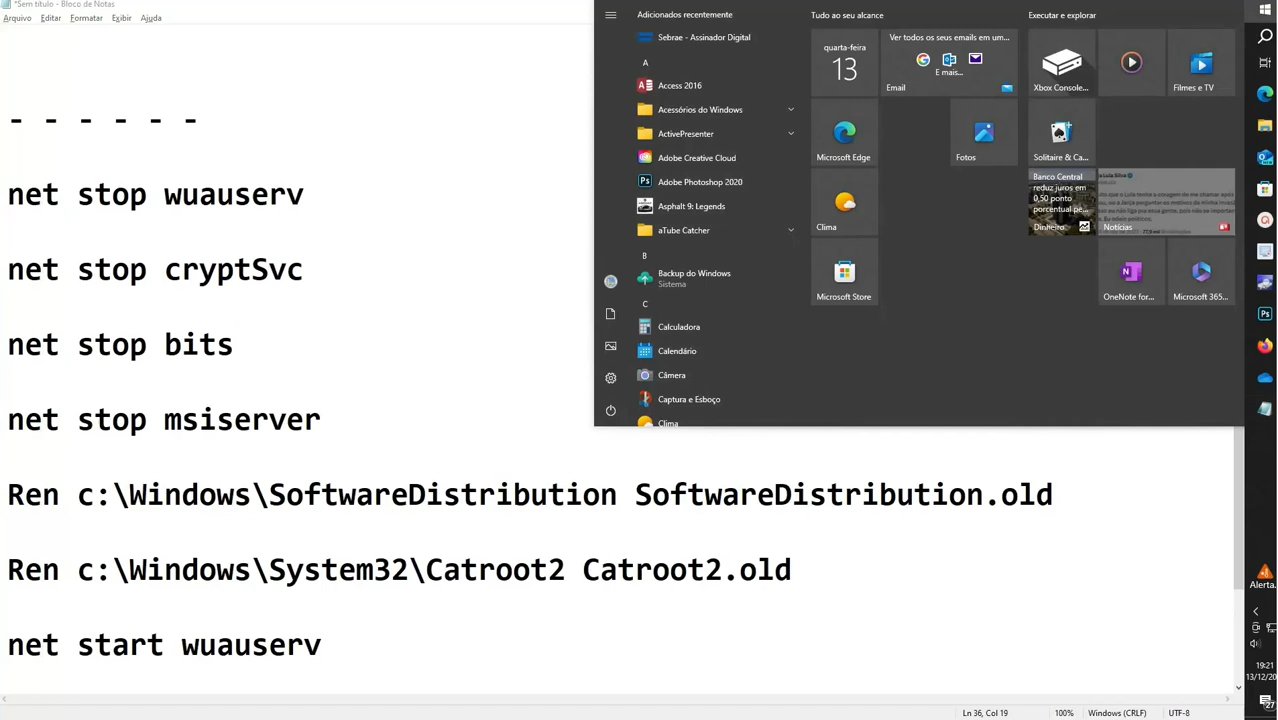 *Sem título - Bloco de Notas
Arquivo Editar Formatar Exibir Ajuda
- - - - - -
net stop wuauserv
net stop cryptSvc
net stop bits
net stop msiserver
Ren c:\Windows\SoftwareDistribution SoftwareDistribution.old
Ren c:\Windows\System32\Catroot2 Catroot2.old
net start wuauserv
Adicionados recentemente
Sebrae - Assinador Digital
A
Access 2016
Acessórios do Windows
ActivePresenter
Adobe Creative Cloud
Adobe Photoshop 2020
Asphalt 9: Legends
aTube Catcher
B
Backup do Windows
Sistema
C
Calculadora
Calendário
Câmera
Captura e Esboço
Clima
Tudo ao seu alcance
quarta-feira
13
Ver todos os seus emails em um...
E mais...
Email
Microsoft Edge
Fotos
Clima
Microsoft Store
Executar e explorar
Xbox Console...
Filmes e TV
Solitaire & Ca...
Banco Central
reduz juros em
0,50 ponto
porcentual pe...
Dinheiro
Notícias
OneNote for...
Microsoft 365...
Alerta.
19:21
13/12/20
27
Ln 36, Col 19
100%
Windows (CRLF)
UTF-8